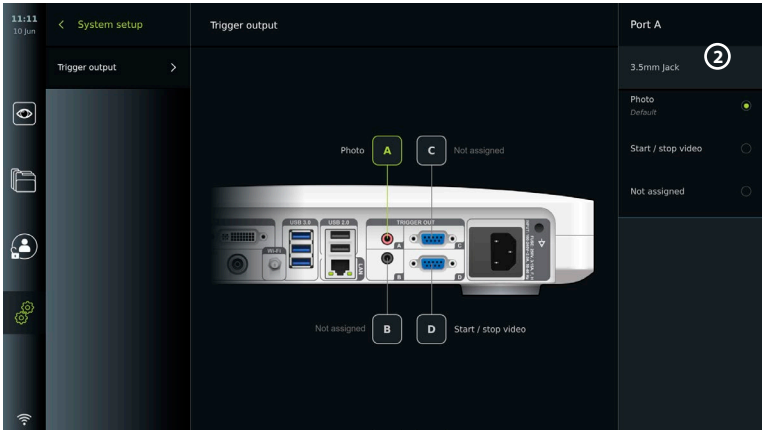 11:11
10 Jun
System setup
Trigger output
Trigger output
Port A
3.5mm Jack
2
Photo
Default
Start / stop video
Not assigned
Photo
A
C
Not assigned
USB 3.0
USB 2.0
TRIGGER OUT
Wi-Fi
LAN
A
C
B
D
Not assigned
B
D
Start / stop video